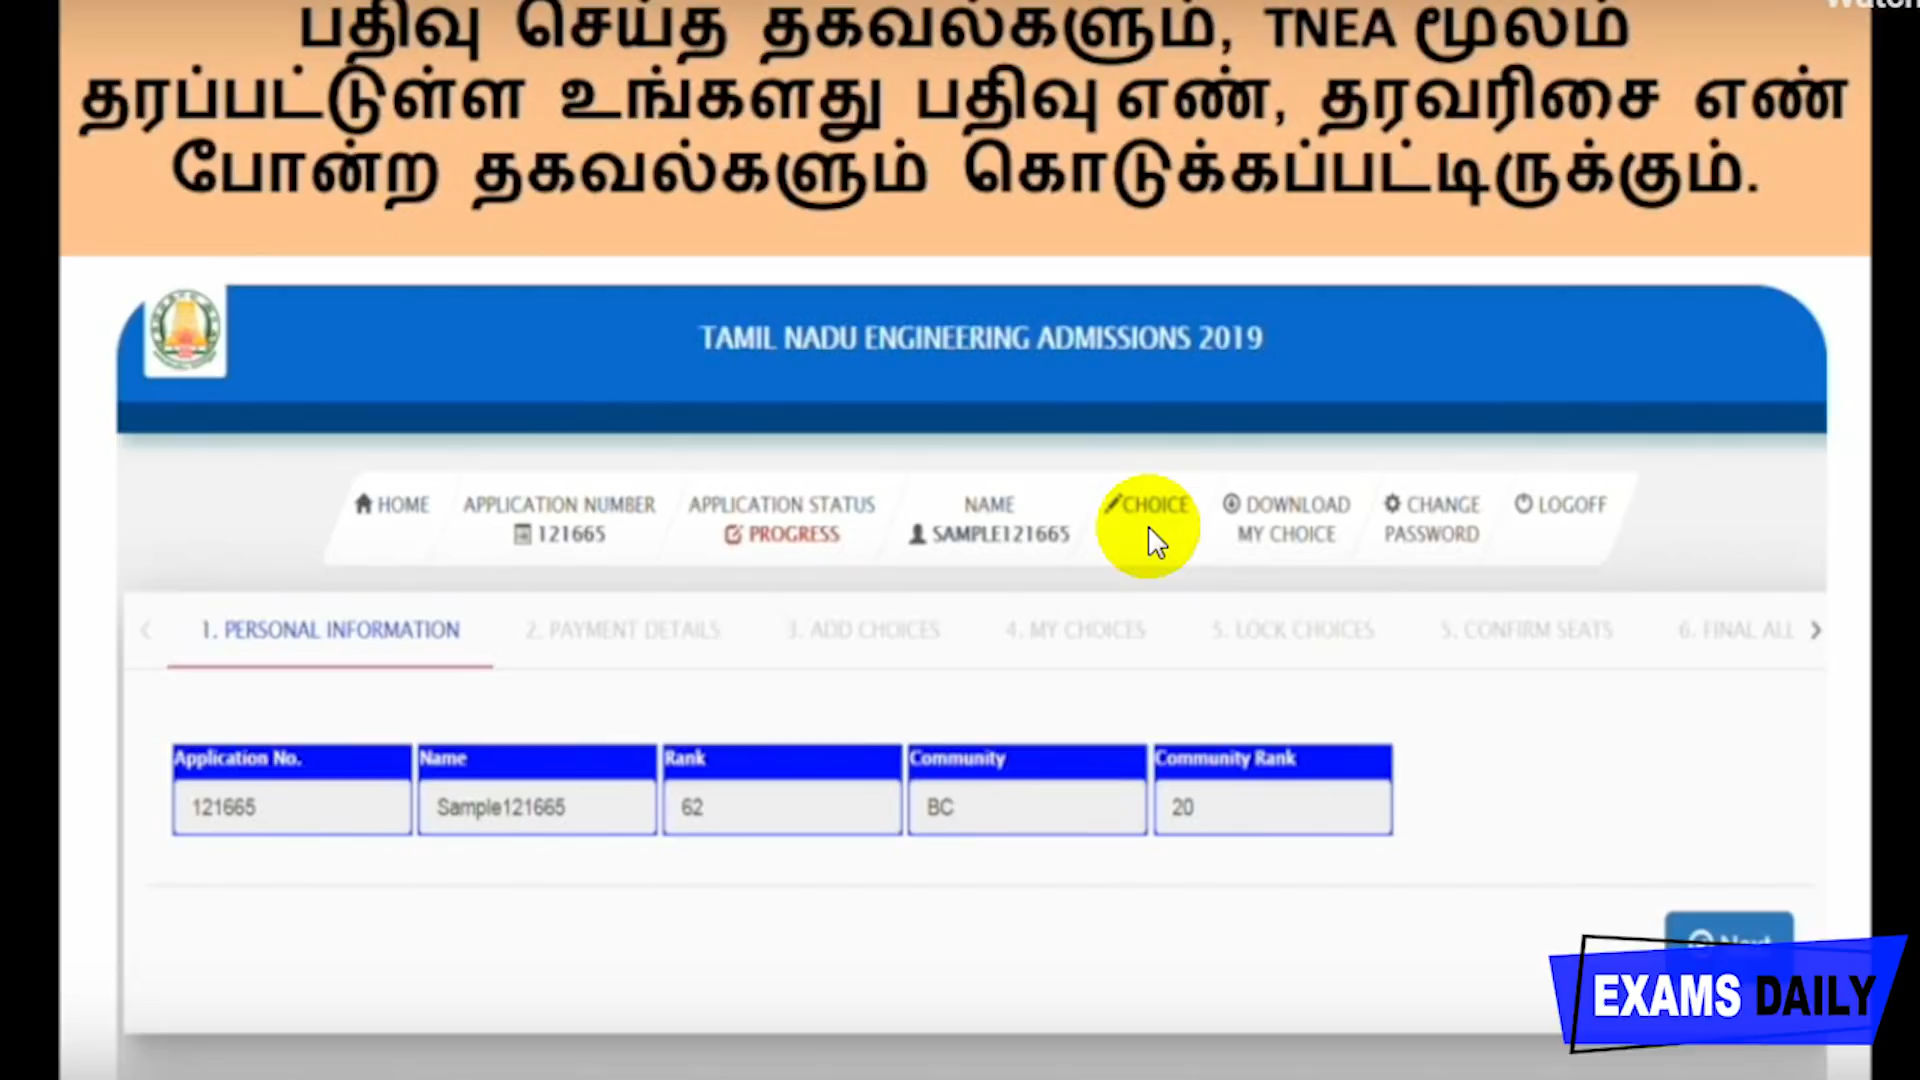 பதிவு செய்த தகவல்களும், TNEA மூலம்
தரப்பட்டுள்ள உங்களது பதிவு எண், தரவரிசை எண்
போன்ற தகவல்களும் கொடுக்கப்பட்டிருக்கும்.
TAMIL NADU ENGINEERING ADMISSIONS 2019
HOME
APPLICATION NUMBER
121665
APPLICATION STATUS
PROGRESS
NAME
SAMPLE121665
CHOICE
DOWNLOAD
MY CHOICE
CHANGE
PASSWORD
LOGOFF
1. PERSONAL INFORMATION
2. PAYMENT DETAILS
3. ADD CHOICES
4. MY CHOICES
5. LOCK CHOICES
5. CONFIRM SEATS
6. FINAL ALL
Application No. Name Rank Community Community Rank
121665 Sample121665 62 BC 20
EXAMS DAILY